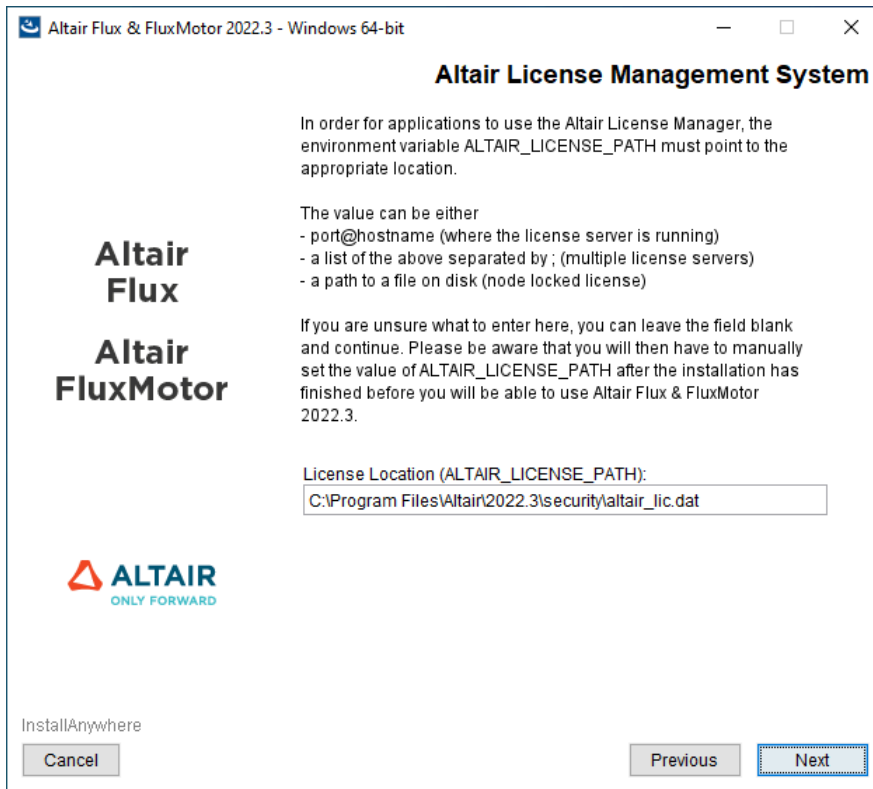 Altair Flux & FluxMotor 2022.3 - Windows 64-bit
Altair License Management System
In order for applications to use the Altair License Manager, the
environment variable ALTAIR_LICENSE_PATH must point to the
appropriate location.
The value can be either
- port@hostname (where the license server is running)
- a list of the above separated by ; (multiple license servers)
- a path to a file on disk (node locked license)
If you are unsure what to enter here, you can leave the field blank
and continue. Please be aware that you will then have to manually
set the value of ALTAIR_LICENSE_PATH after the installation has
finished before you will be able to use Altair Flux & FluxMotor
2022.3.
License Location (ALTAIR_LICENSE_PATH):
C:\Program Files\Altair\2022.3\security\altair_lic.dat
Altair
Flux
Altair
FluxMotor
ALTAIR
ONLY FORWARD
InstallAnywhere
Cancel
Previous
Next